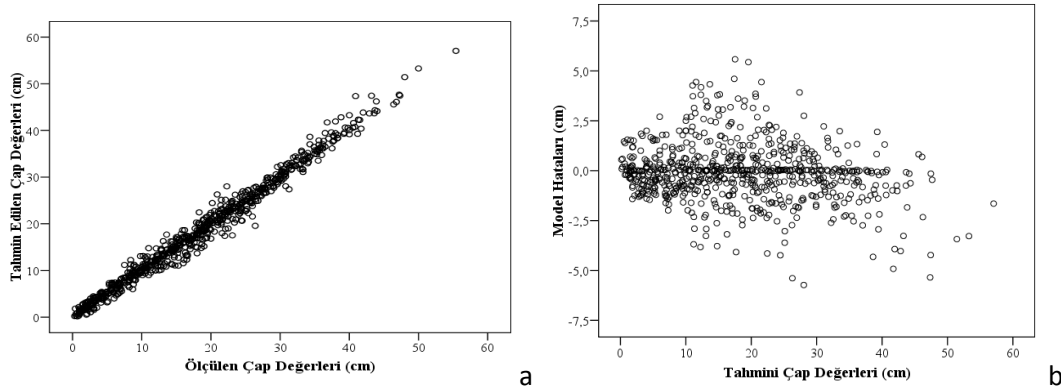 60
50
40
30
20
10
0
Tahmin Edilen Çap Değerleri (cm)
0 10 20 30 40 50 60
Ölçülen Çap Değerleri (cm)
a
7,5
5,0
2,5
0,0
-2,5
-5,0
-7,5
Model Hataları (cm)
0 10 20 30 40 50 60
Tahmini Çap Değerleri (cm)
b